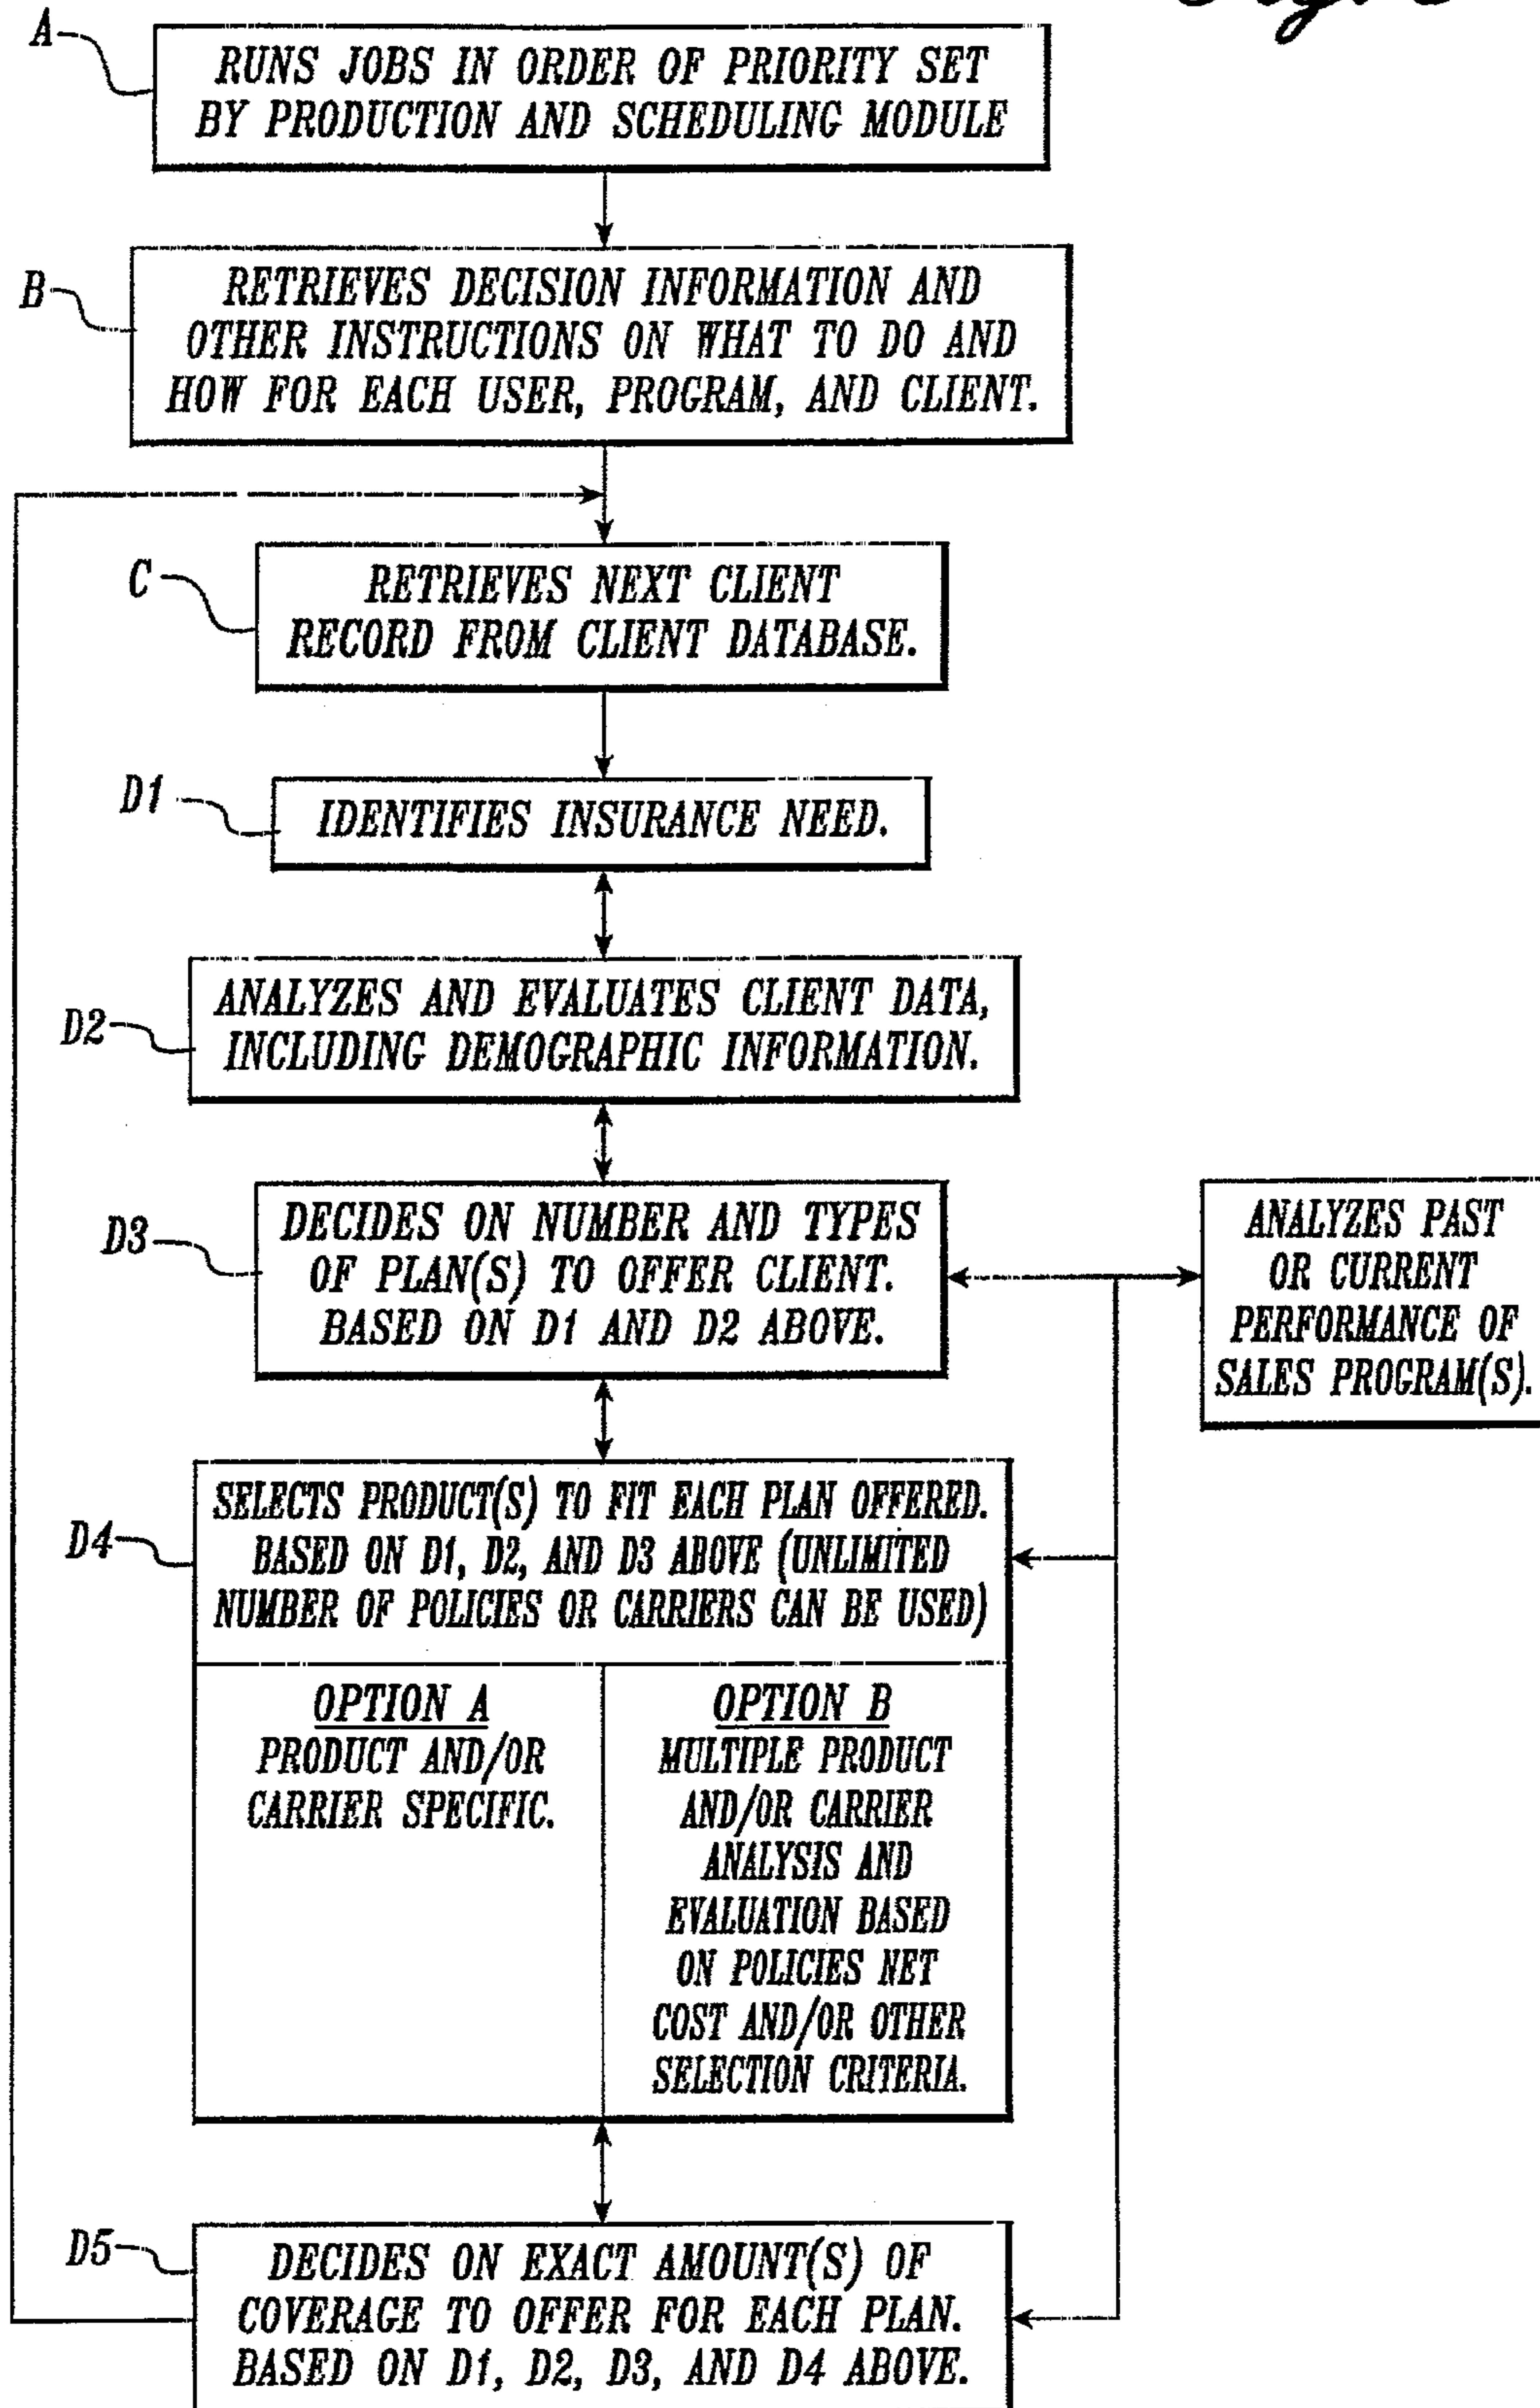 A
RUNS JOBS IN ORDER OF PRIORITY SET
BY PRODUCTION AND SCHEDULING MODULE
B
RETRIEVES DECISION INFORMATION AND
OTHER INSTRUCTIONS ON WHAT TO DO AND
HOW FOR EACH USER, PROGRAM, AND CLIENT.
C
RETRIEVES NEXT CLIENT
RECORD FROM CLIENT DATABASE.
D1
IDENTIFIES INSURANCE NEED.
D2
ANALYZES AND EVALUATES CLIENT DATA,
INCLUDING DEMOGRAPHIC INFORMATION.
D3
DECIDES ON NUMBER AND TYPES
OF PLAN(S) TO OFFER CLIENT.
BASED ON D1 AND D2 ABOVE.
ANALYZES PAST
OR CURRENT
PERFORMANCE OF
SALES PROGRAM(S).
D4
SELECTS PRODUCT(S) TO FIT EACH PLAN OFFERED.
BASED ON D1, D2, AND D3 ABOVE (UNLIMITED
NUMBER OF POLICIES OR CARRIERS CAN BE USED)
OPTION A
PRODUCT AND/OR
CARRIER SPECIFIC.
OPTION B
MULTIPLE PRODUCT
AND/OR CARRIER
ANALYSIS AND
EVALUATION BASED
ON POLICIES NET
COST AND/OR OTHER
SELECTION CRITERIA.
D5
DECIDES ON EXACT AMOUNT(S) OF
COVERAGE TO OFFER FOR EACH PLAN.
BASED ON D1, D2, D3, AND D4 ABOVE.